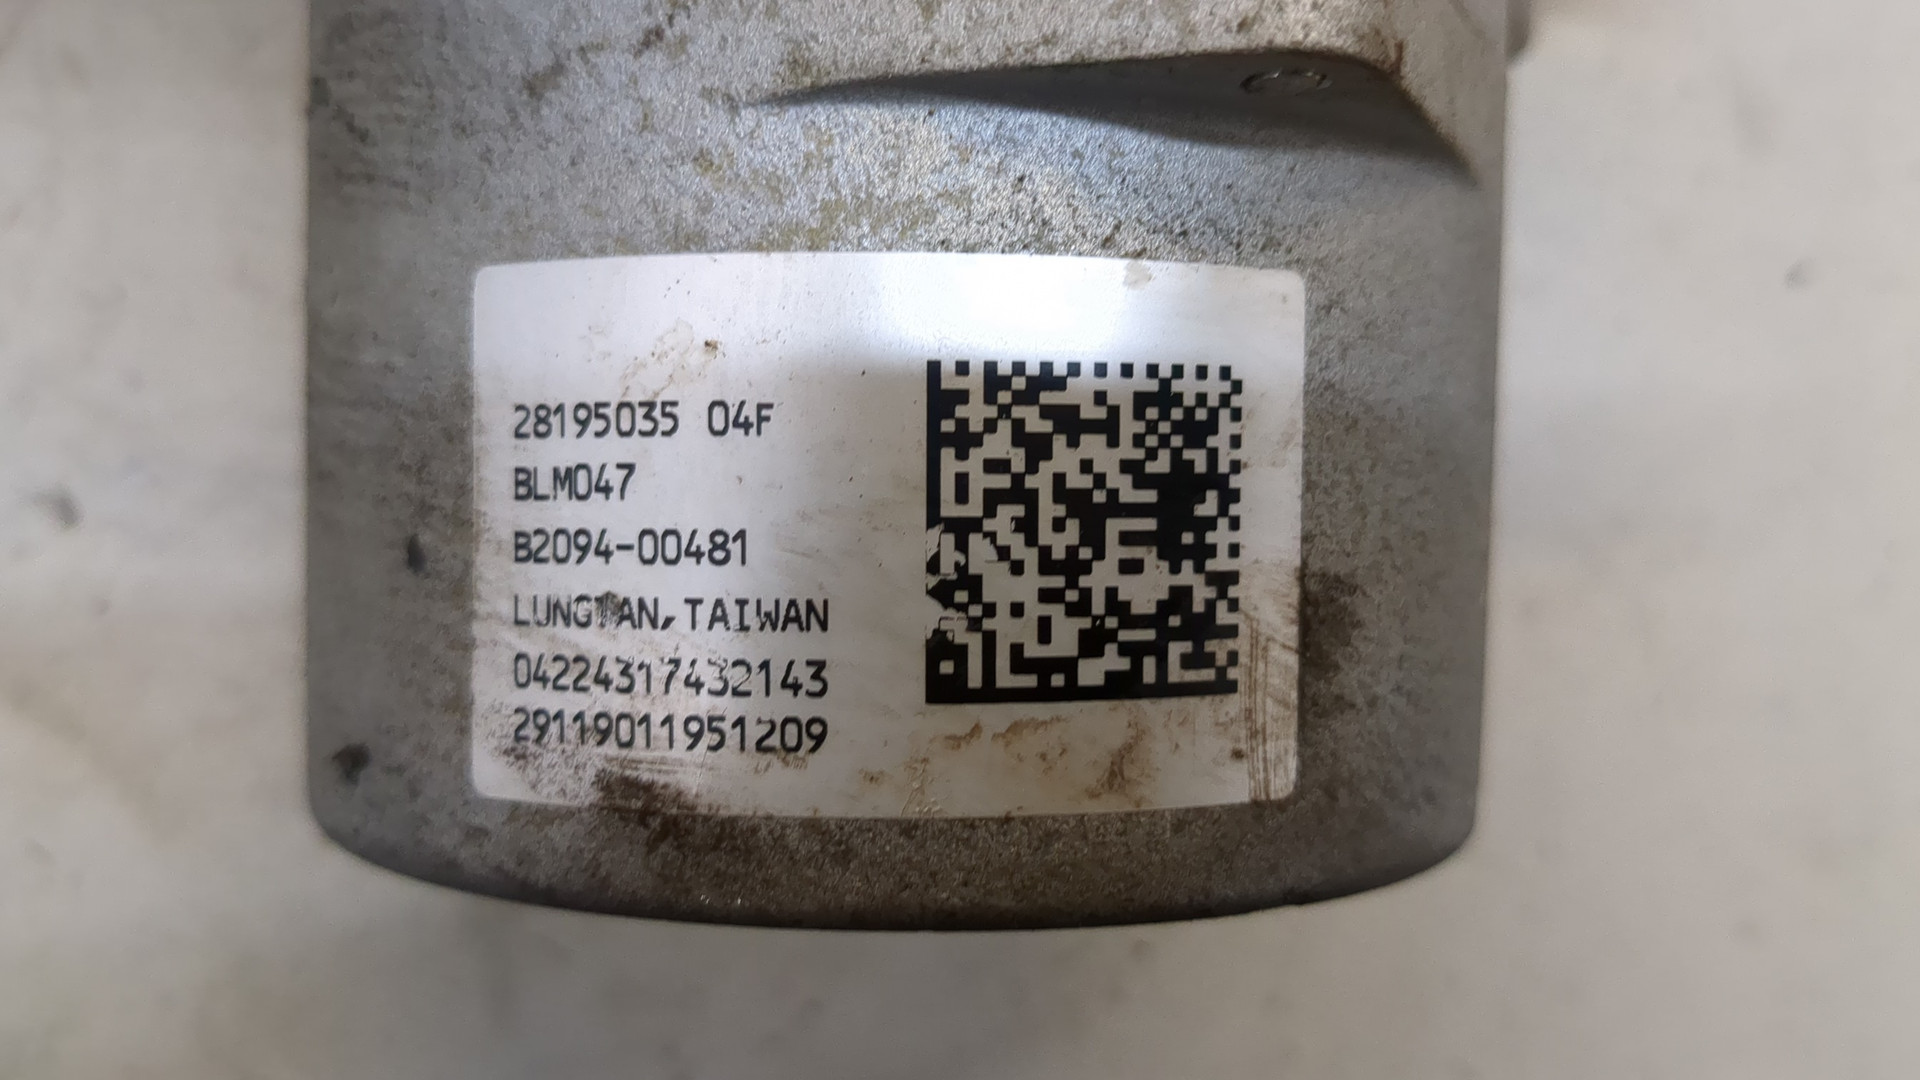 28195035 04F
BLM047
B2094-00481
LUNGTAN, TAIWAN
04224317432143
29119011951209